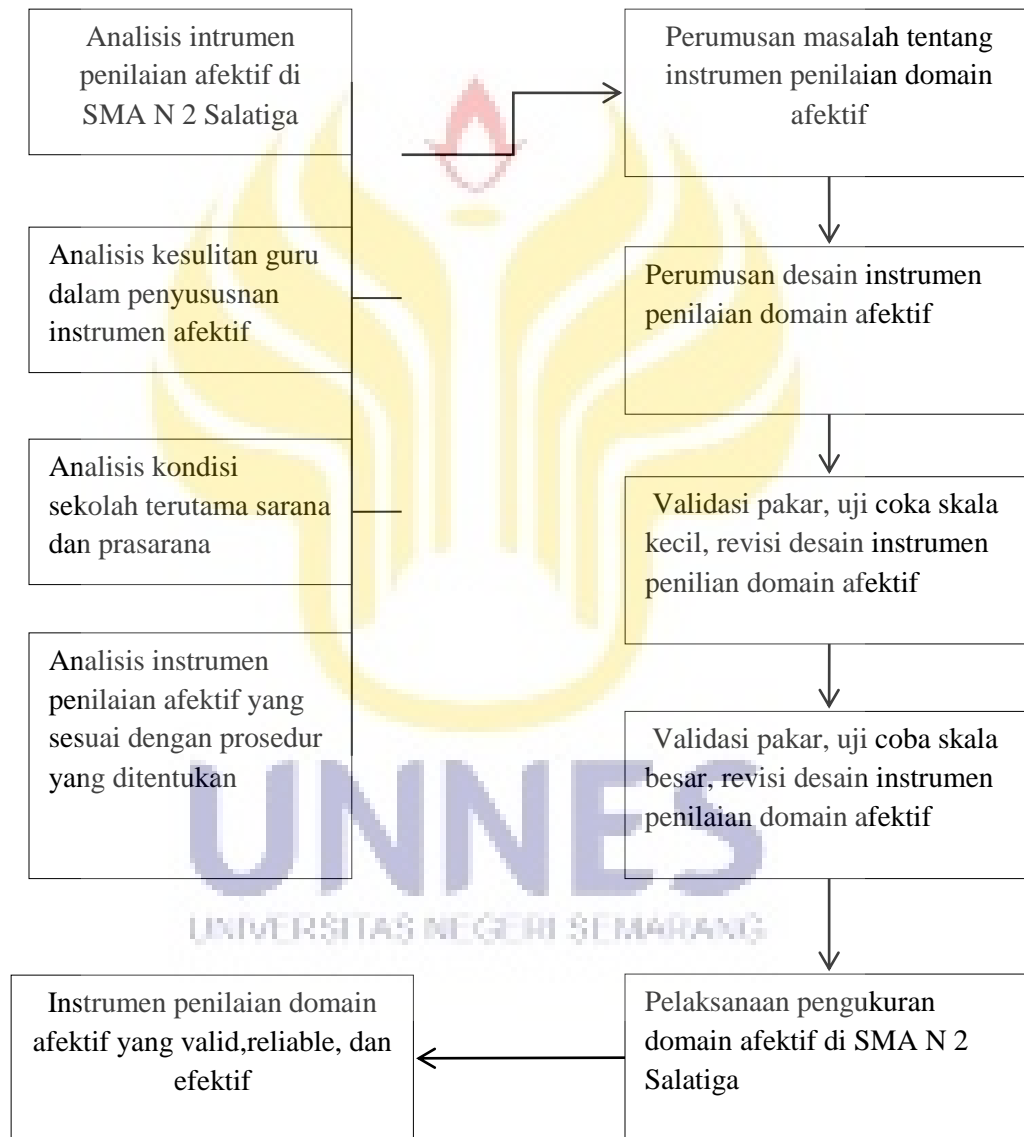 Analisis intrumen
penilaian afektif di
SMA N 2 Salatiga
Analisis kesulitan guru
dalam penyususnan
instrumen afektif
Analisis kondisi
sekolah terutama sarana
dan prasarana
Analisis instrumen
penilaian afektif yang
sesuai dengan prosedur
yang ditentukan
Perumusan masalah tentang
instrumen penilaian domain
afektif
Perumusan desain instrumen
penilaian domain afektif
Validasi pakar, uji coka skala
kecil, revisi desain instrumen
penilian domain afektif
Validasi pakar, uji coba skala
besar, revisi desain instrumen
penilaian domain afektif
Pelaksanaan pengukuran
domain afektif di SMA N 2
Salatiga
Instrumen penilaian domain
afektif yang valid,reliable, dan
efektif
UNNES
UNIVERSITAS NEGERI SEMARANG